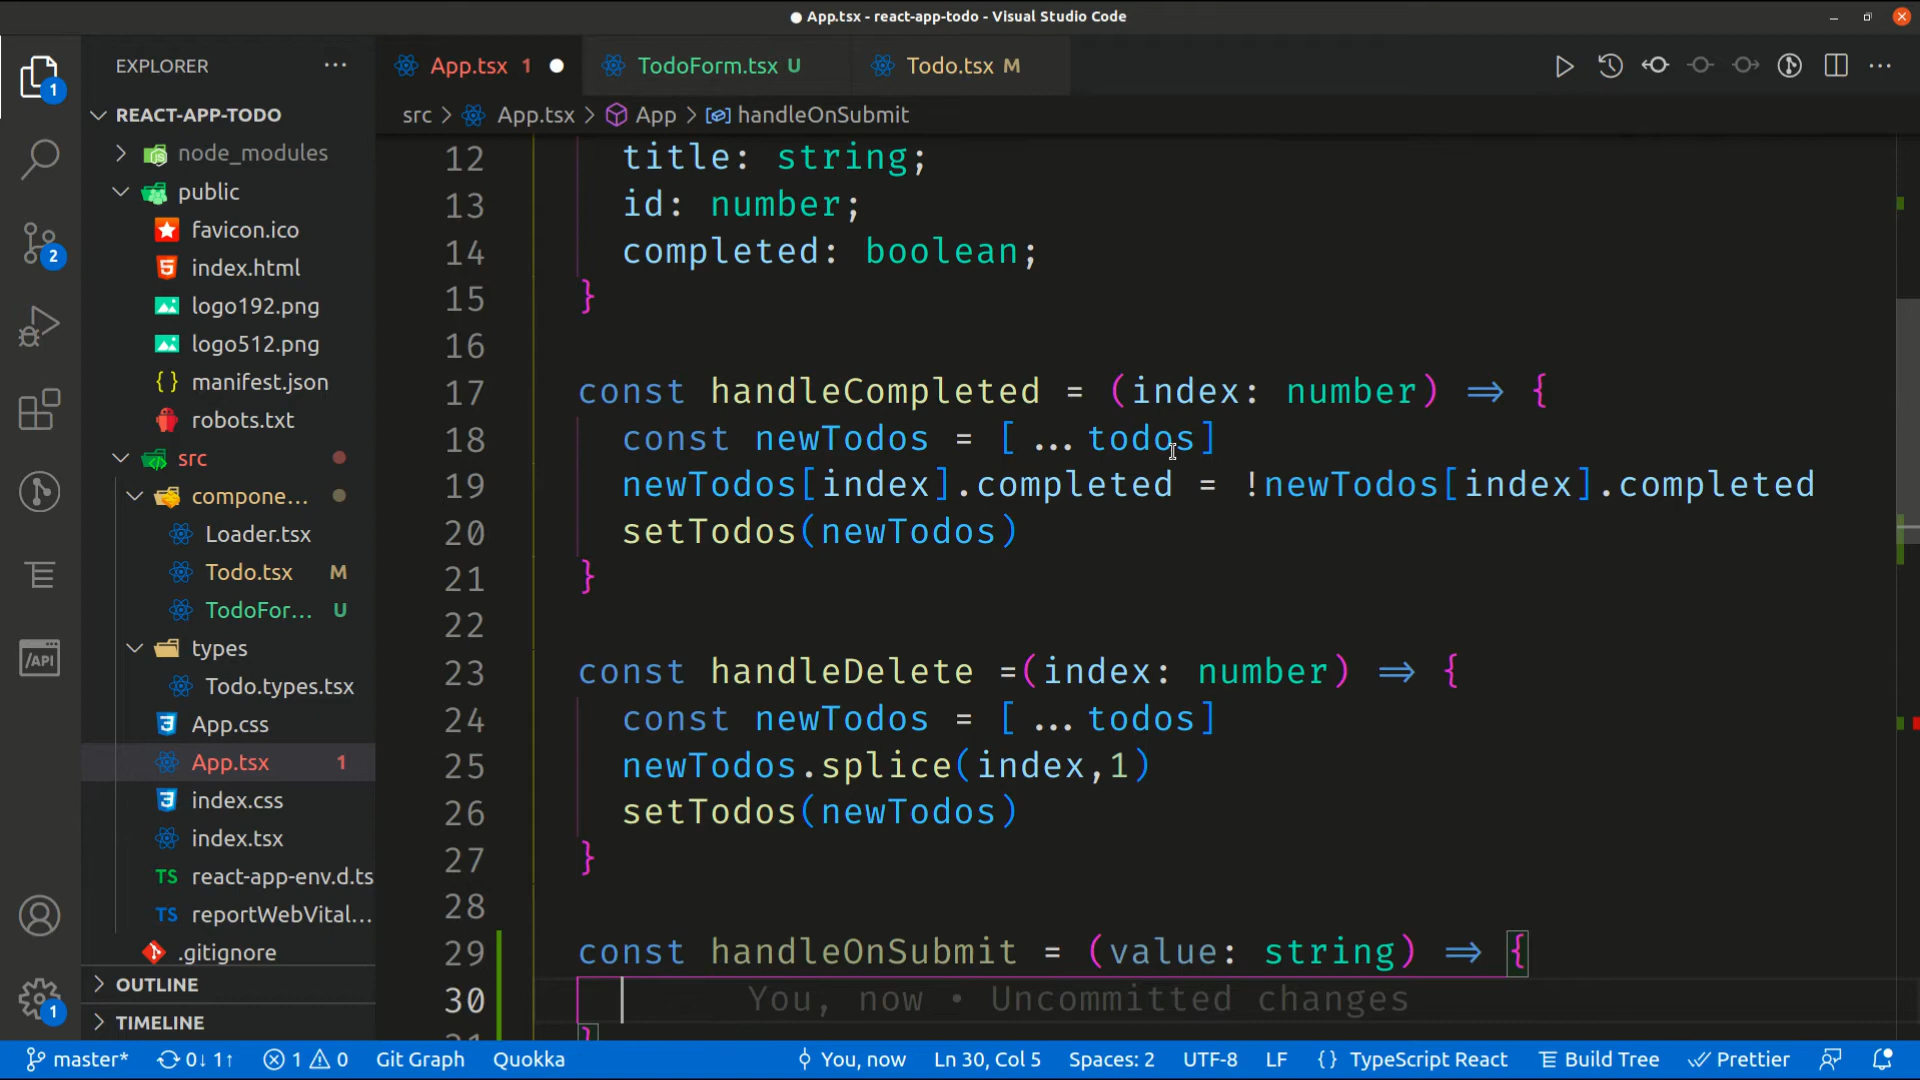 ● App.tsx - react-app-todo - Visual Studio Code
EXPLORER
REACT-APP-TODO
node_modules
public
favicon.ico
index.html
logo192.png
logo512.png
manifest.json
robots.txt
src
compone...
Loader.tsx
Todo.tsx M
TodoFor... U
types
Todo.types.tsx
App.css
App.tsx 1
index.css
index.tsx
TS react-app-env.d.ts
TS reportWebVital...
.gitignore
OUTLINE
TIMELINE
1
2
/API
1
App.tsx 1 ●
TodoForm.tsx U
Todo.tsx M
src > App.tsx > App > handleOnSubmit
12 title: string;
13 id: number;
14 completed: boolean;
15 }
16
17 const handleCompleted = (index: number) => {
18 const newTodos = [...todos]
19 newTodos[index].completed = !newTodos[index].completed
20 setTodos(newTodos)
21 }
22
23 const handleDelete =(index: number) => {
24 const newTodos = [...todos]
25 newTodos.splice(index,1)
26 setTodos(newTodos)
27 }
28
29 const handleOnSubmit = (value: string) => {
30 You, now • Uncommitted changes
31 }
master* 0↓ 1↑ 1 0 Git Graph Quokka You, now Ln 30, Col 5 Spaces: 2 UTF-8 LF {} TypeScript React Build Tree Prettier